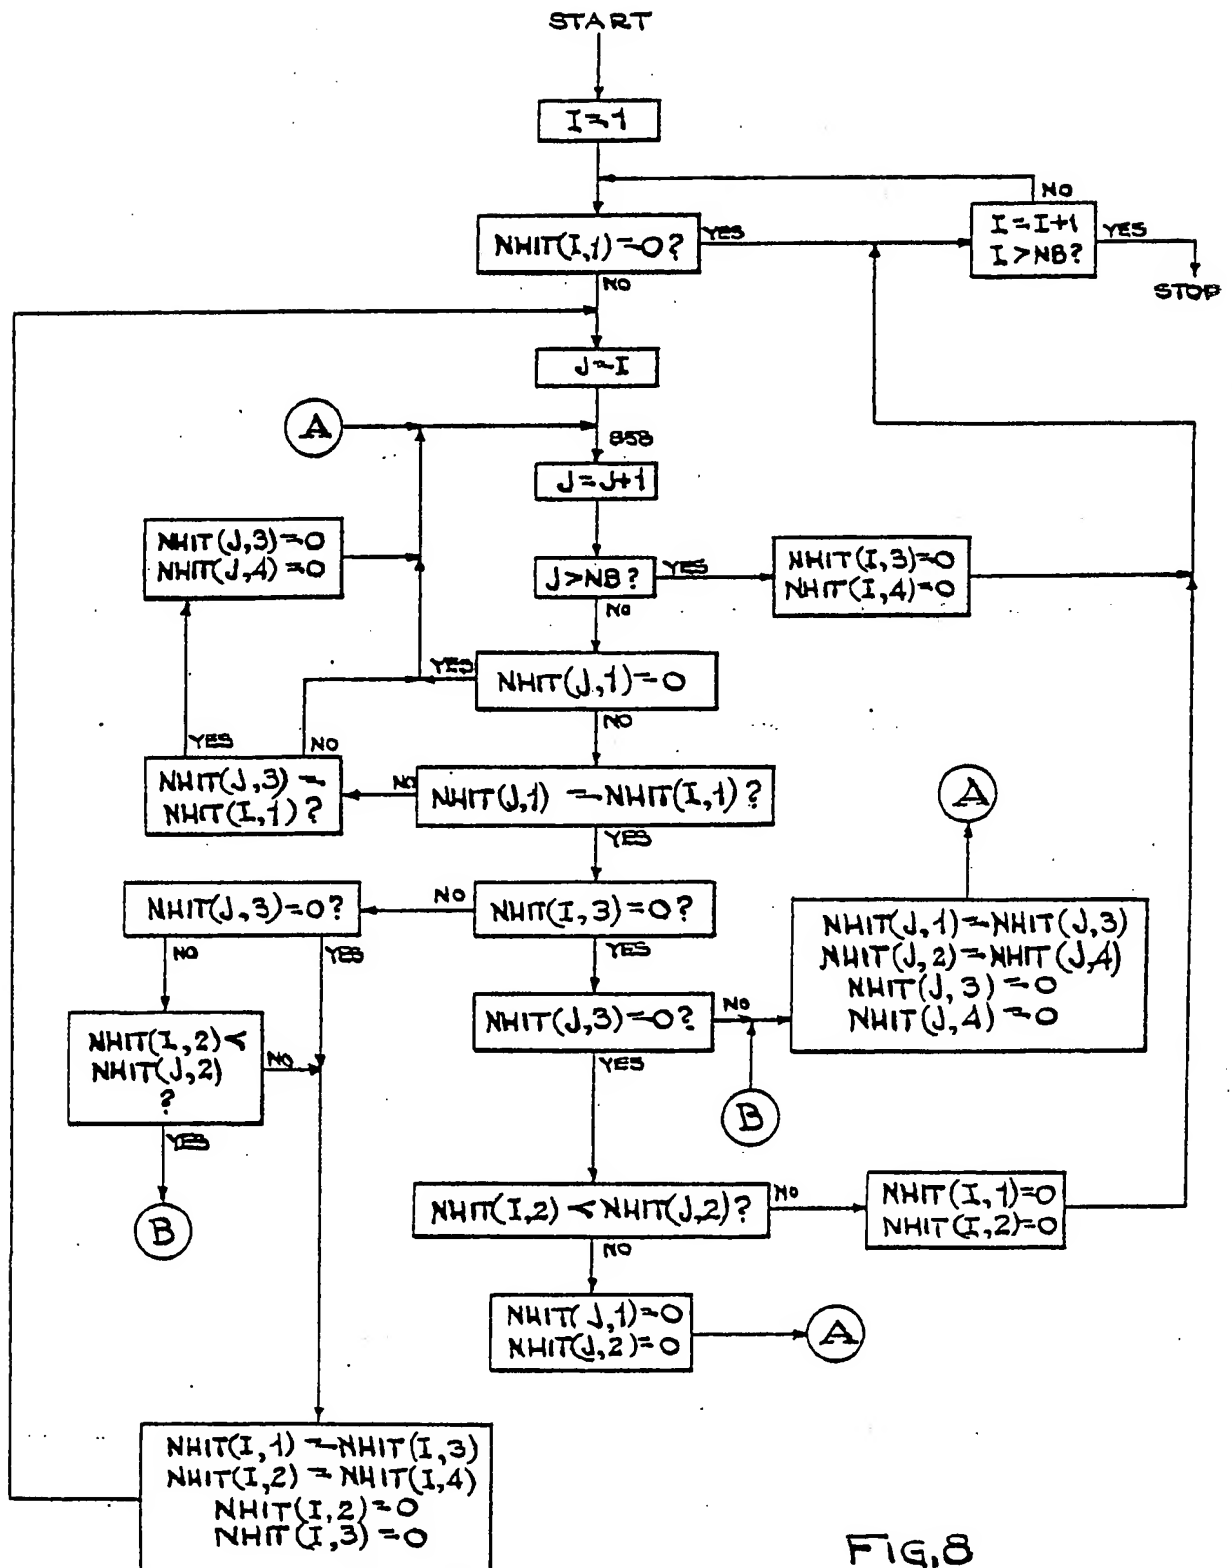 START
I=1
NO
NHIT(I,1)=0?
YES
I=I+1
I>NB?
YES
STOP
NO
J=I
A
858
J=J+1
NHIT(J,3)=0
NHIT(J,4)=0
J>NB?
YES
NHIT(I,3)=0
NHIT(I,4)=0
NO
YES
NHIT(J,1)=0
NO
YES
NO
NHIT(J,3)=
NHIT(I,1)?
NO
NHIT(J,1) = NHIT(I,1)?
YES
A
NHIT(J,3)=0?
NO
NHIT(I,3)=0?
NO
YES
YES
NHIT(J,1)=NHIT(J,3)
NHIT(J,2)=NHIT(J,4)
NHIT(J,3)=0
NHIT(J,4)=0
NHIT(J,3)=0?
NO
YES
NHIT(I,2)<
NHIT(J,2)
?
NO
YES
B
B
NHIT(I,2)<NHIT(J,2)?
NO
NHIT(I,1)=0
NHIT(I,2)=0
NO
NHIT(J,1)=0
NHIT(J,2)=0
A
NHIT(I,1)=NHIT(I,3)
NHIT(I,2)=NHIT(I,4)
NHIT(I,2)=0
NHIT(I,3)=0
FIG,8